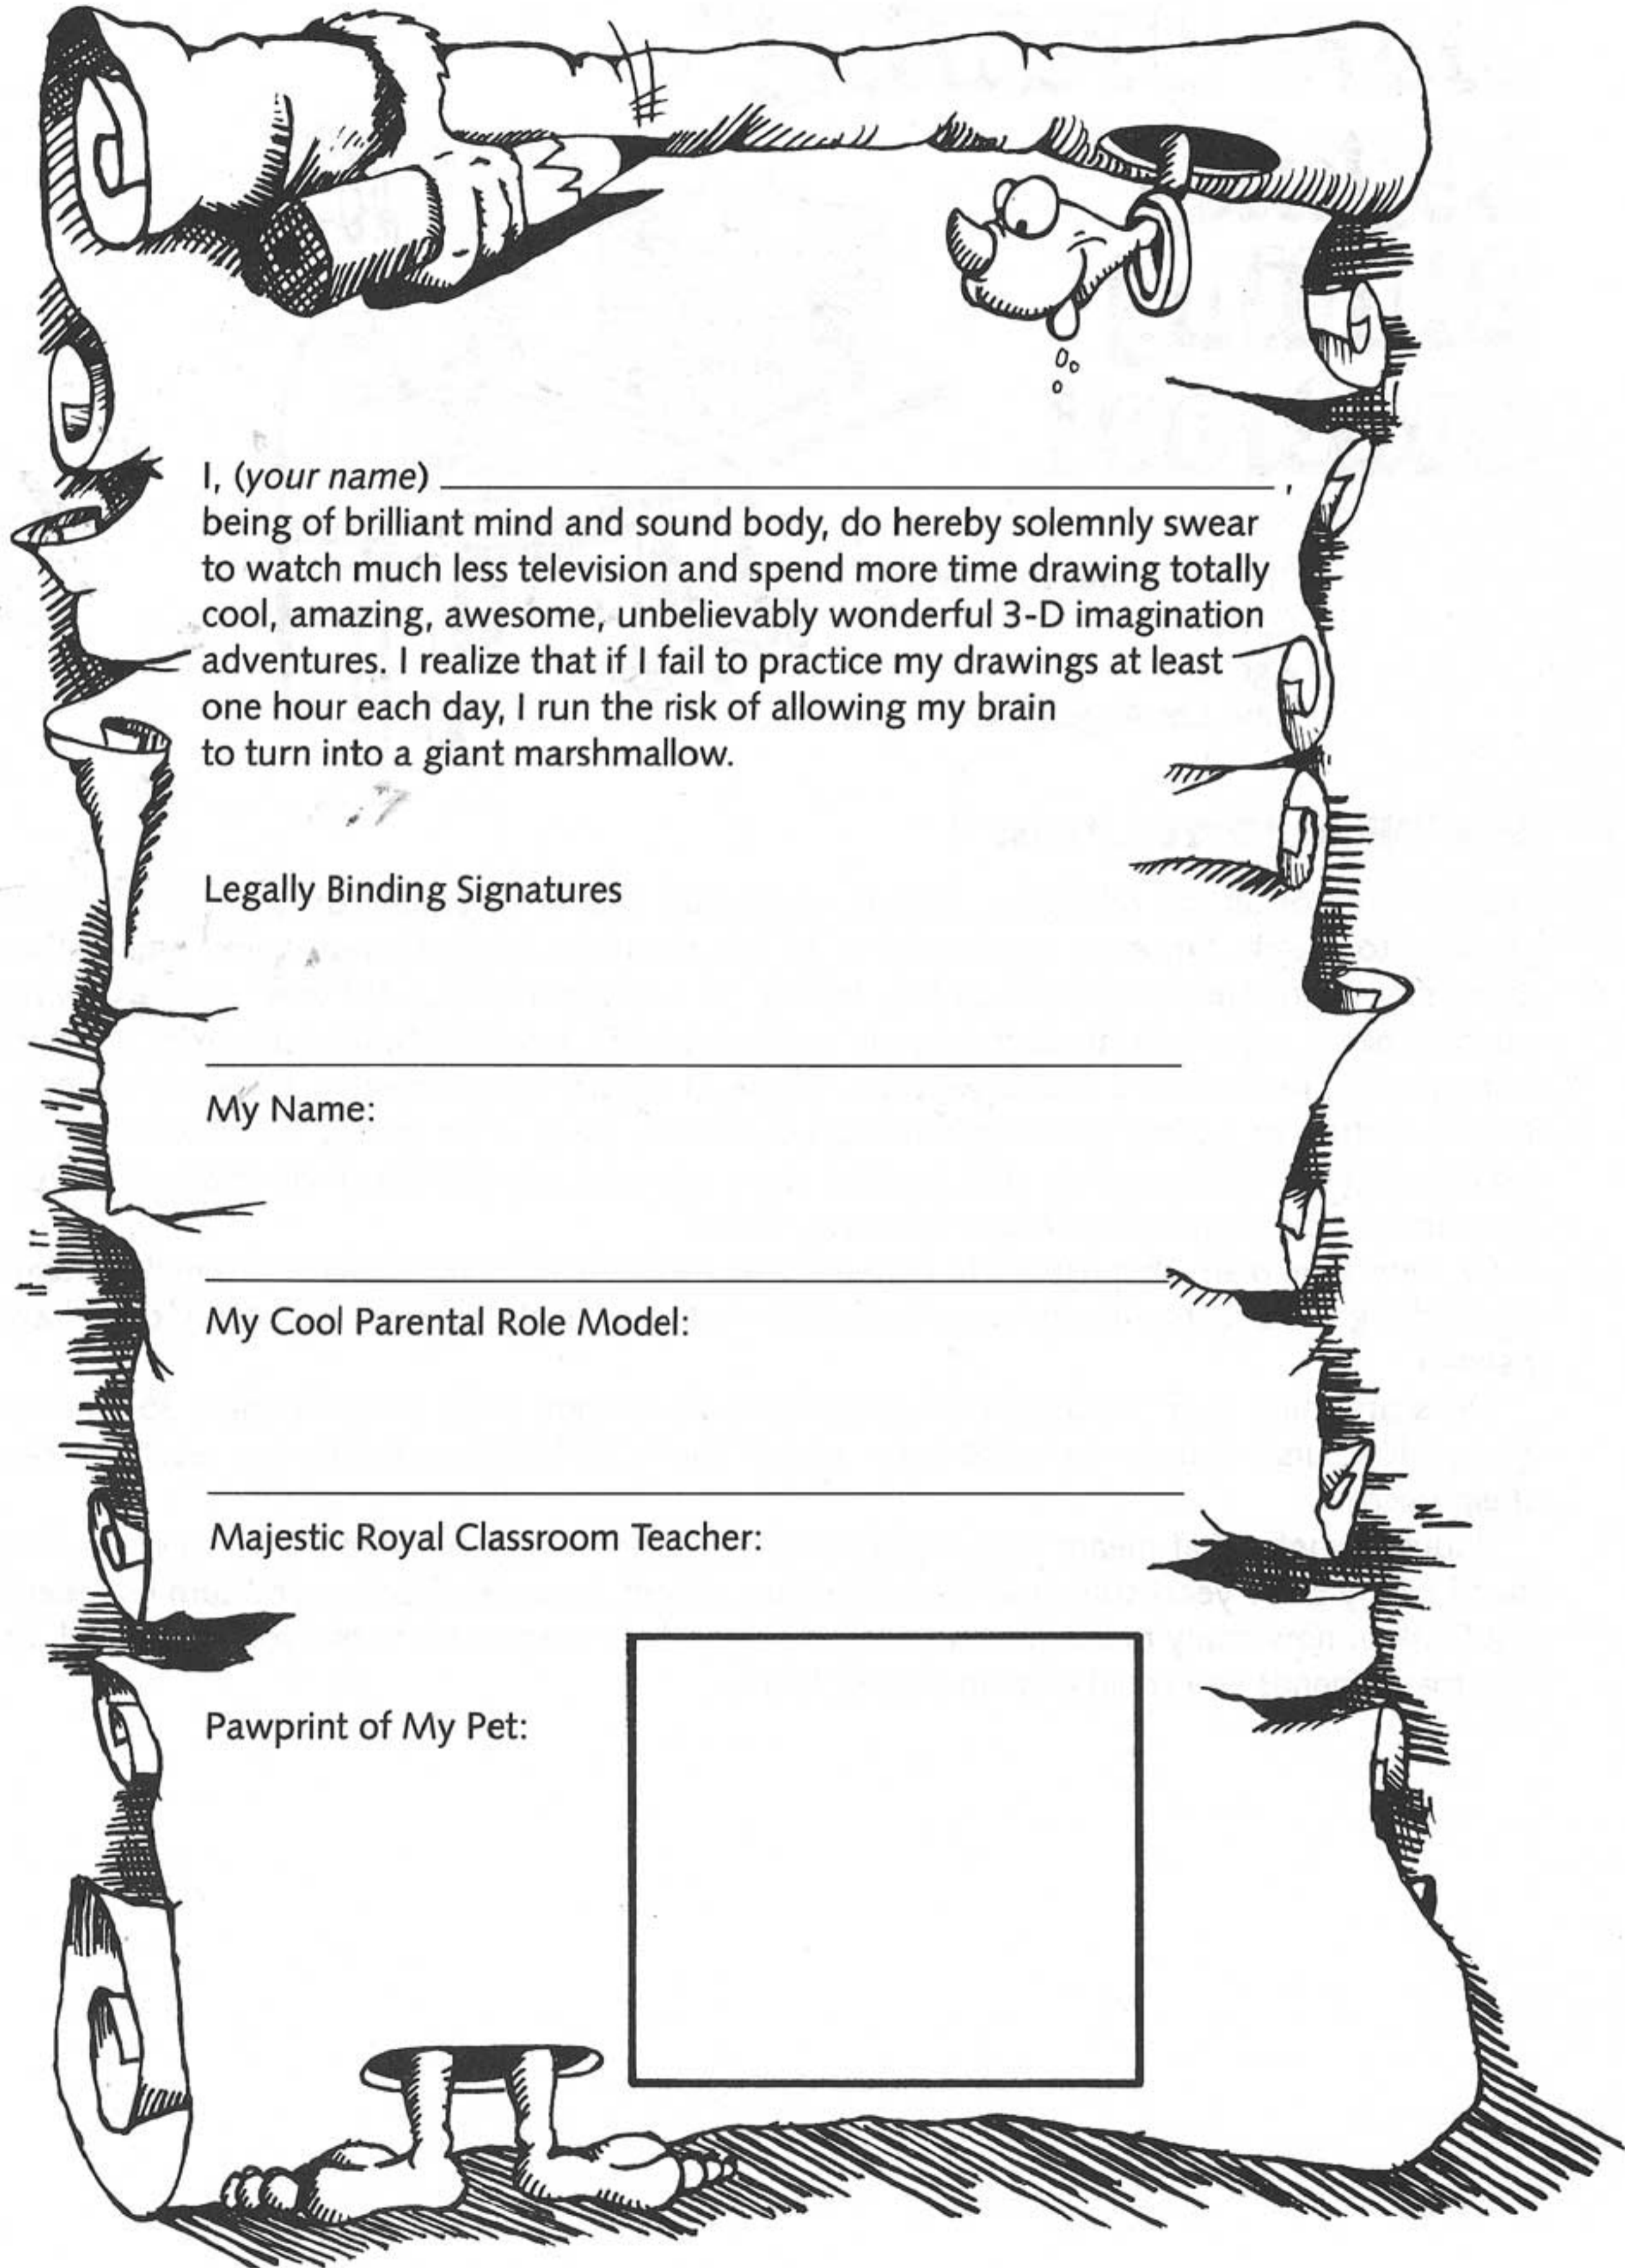 I, (your name) ,
being of brilliant mind and sound body, do hereby solemnly swear
to watch much less television and spend more time drawing totally
cool, amazing, awesome, unbelievably wonderful 3-D imagination
adventures. I realize that if I fail to practice my drawings at least
one hour each day, I run the risk of allowing my brain
to turn into a giant marshmallow.
Legally Binding Signatures
My Name:
My Cool Parental Role Model:
Majestic Royal Classroom Teacher:
Pawprint of My Pet: